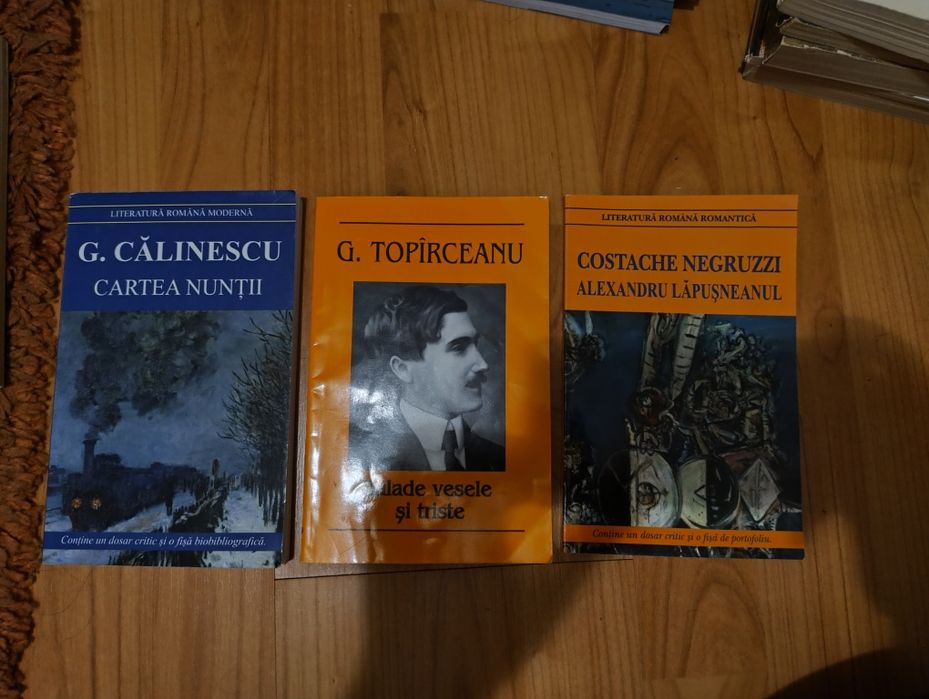 LITERATURĂ ROMÂNĂ MODERNĂ
G. CĂLINESCU
CARTEA NUNȚII
Conține un dosar critic și o fișă biobibliografică.
G. TOPÎRCEANU
vesele
și triste
LITERATURĂ ROMÂNĂ ROMANTICĂ
COSTACHE NEGRUZZI
ALEXANDRU LĂPUȘNEANUL
Conține un dosar critic și o fișă de portofoliu.